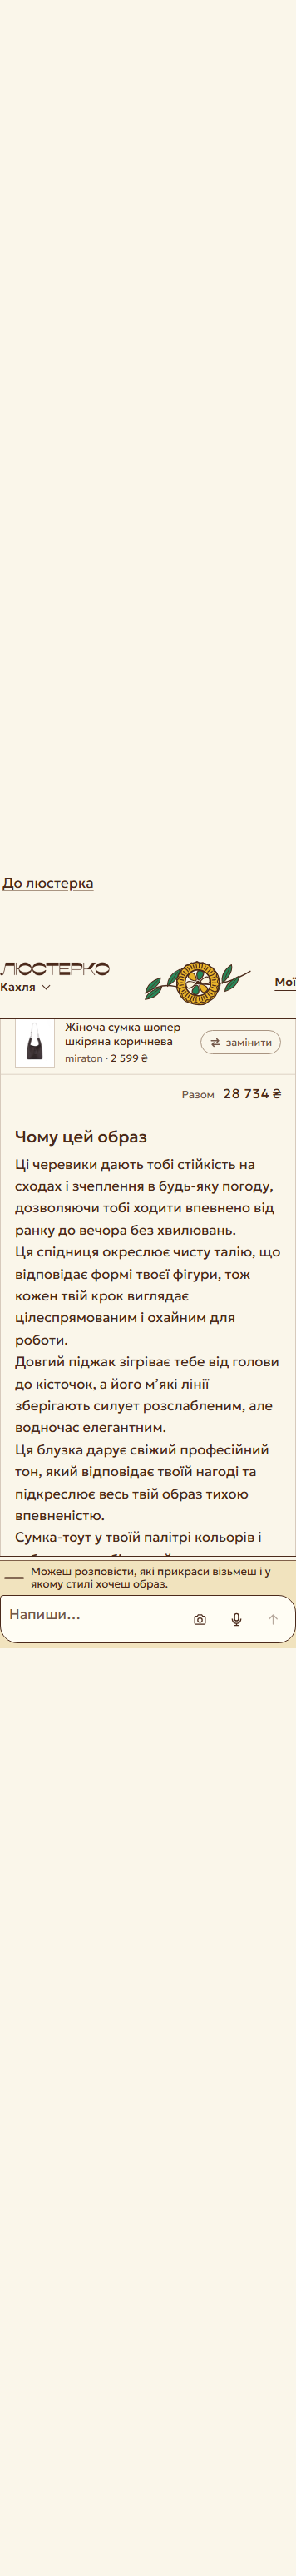 До люстерка
ЛЮСТЕРКО
Кахля
Мої
Жіноча сумка шопер
шкіряна коричнева
miraton · 2 599 ₴
замінити
Разом 28 734 ₴
Чому цей образ
Ці черевики дають тобі стійкість на
сходах і зчеплення в будь-яку погоду,
дозволяючи тобі ходити впевнено від
ранку до вечора без хвилювань.
Ця спідниця окреслює чисту талію, що
відповідає формі твоєї фігури, тож
кожен твій крок виглядає
цілеспрямованим і охайним для
роботи.
Довгий піджак зігріває тебе від голови
до кісточок, а його м’які лінії
зберігають силует розслабленим, але
водночас елегантним.
Ця блузка дарує свіжий професійний
тон, який відповідає твоїй нагоді та
підкреслює весь твій образ тихою
впевненістю.
Сумка-тоут у твоїй палітрі кольорів і
Можеш розповісти, які прикраси візьмеш і у
якому стилі хочеш образ.
Напиши...